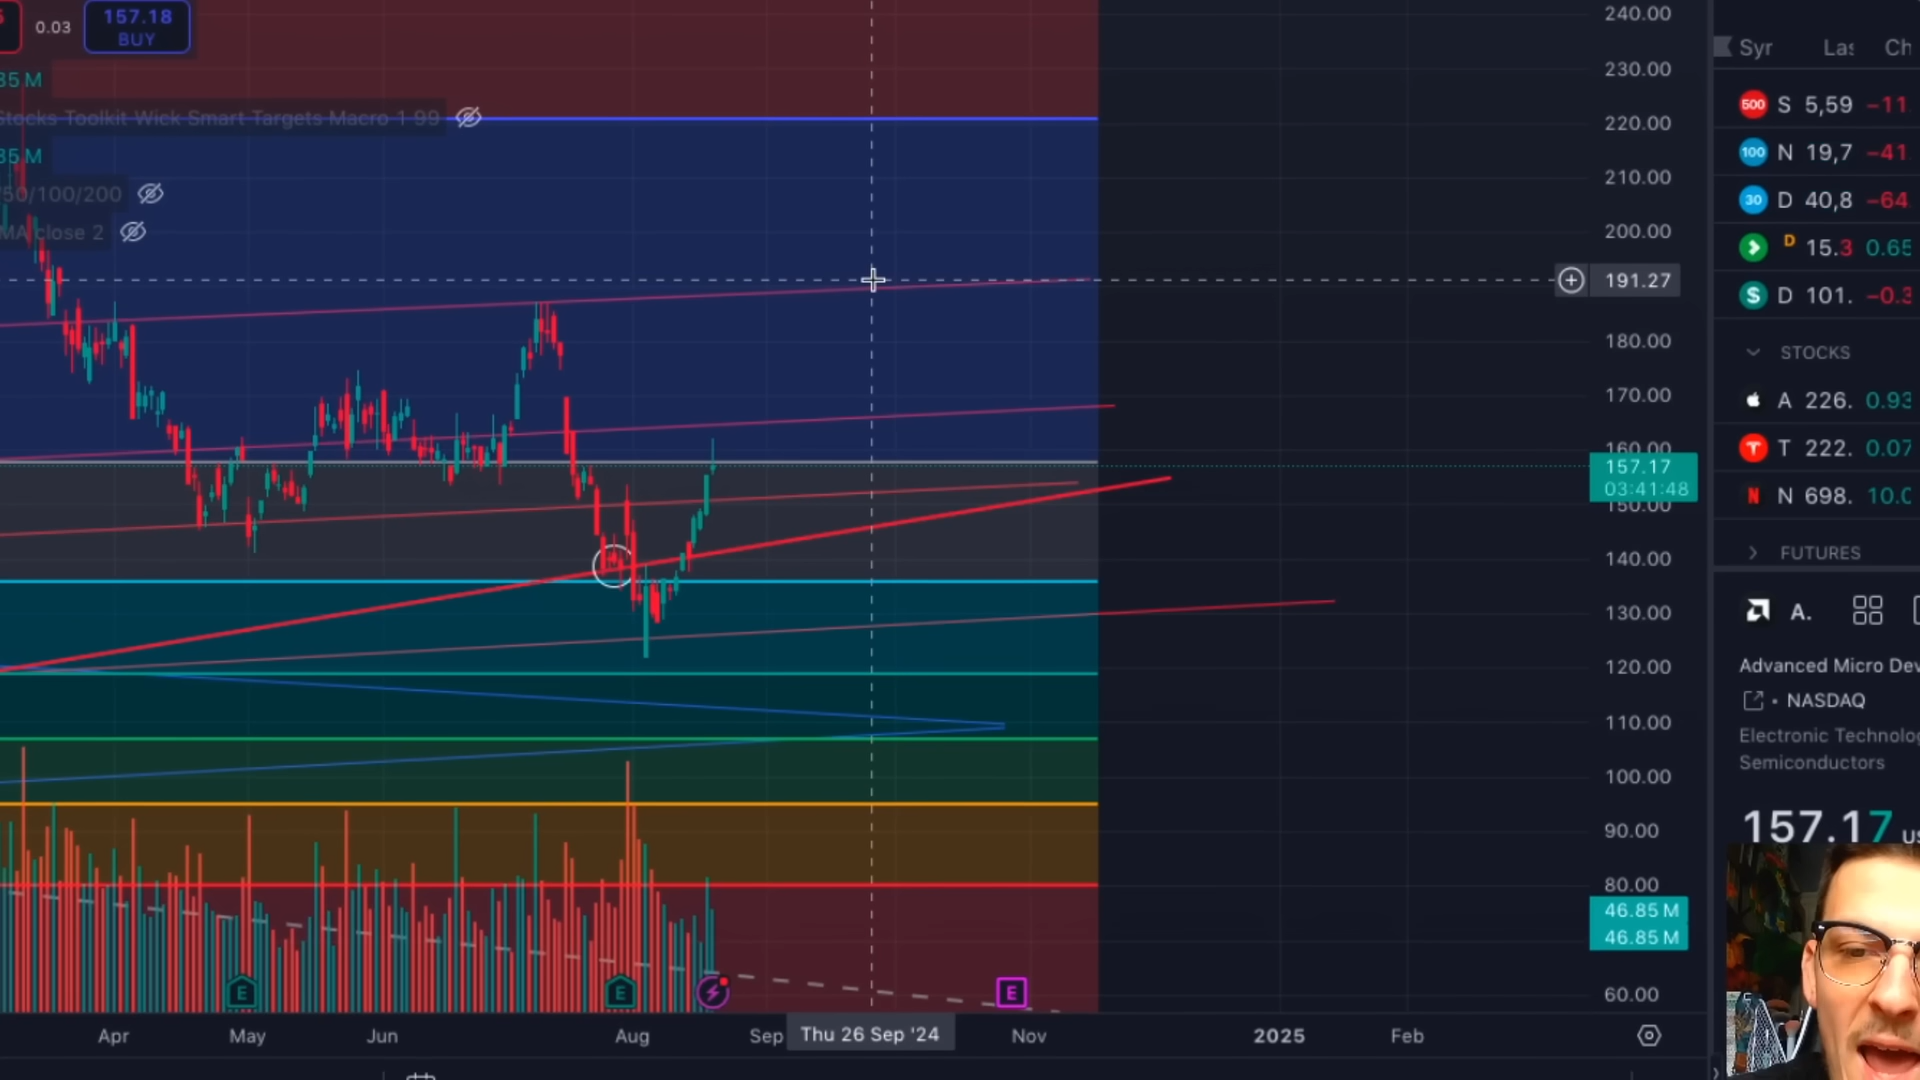 0.03
157.18
BUY
35 M
Stocks Toolkit Wick Smart Targets Macro 1 99
35 M
50/100/200
MA close 2
240.00
230.00
220.00
210.00
200.00
191.27
180.00
170.00
160.00
157.17
03:41:48
150.00
140.00
130.00
120.00
110.00
100.00
90.00
80.00
46.85 M
46.85 M
60.00
E
E
E
Apr
May
Jun
Aug
Sep
Thu 26 Sep '24
Nov
2025
Feb
Syr Las Ch
500 S 5,59 −11
100 N 19,7 −41
30 D 40,8 −64
D 15.3 0.65
S D 101. −0.3
STOCKS
A 226. 0.93
T 222. 0.07
N N 698. 10.0
FUTURES
A.
Advanced Micro Dev
• NASDAQ
Electronic Technolog
Semiconductors
157.17 US